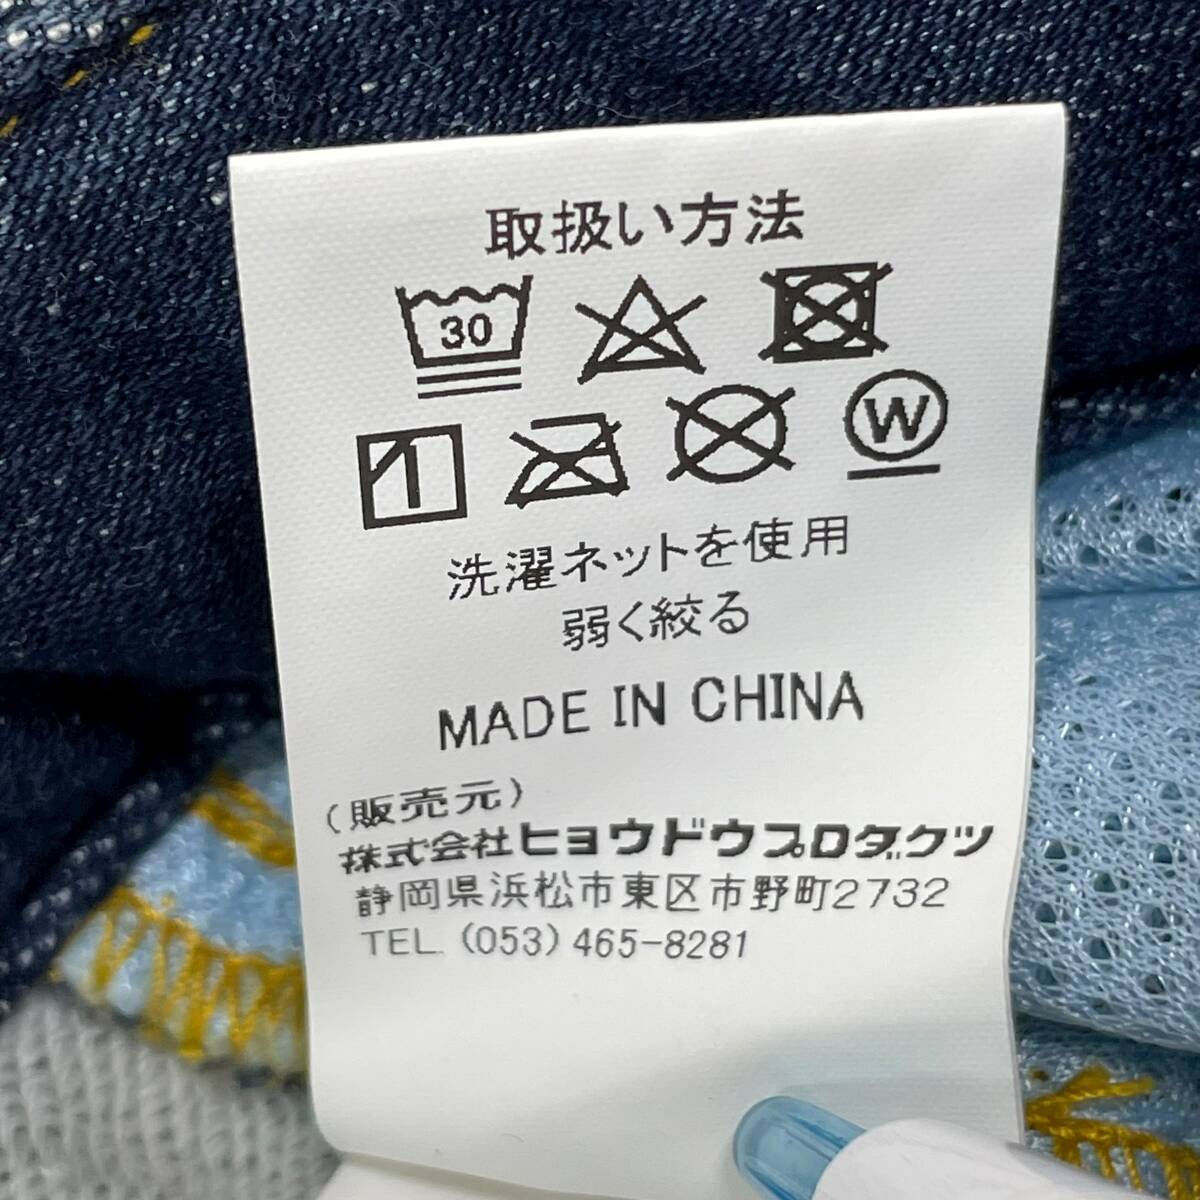 取扱い方法
30
W
洗濯ネットを使用
弱く絞る
MADE IN CHINA
(販売元)
株式会社ヒョウドウプロダクツ
静岡県浜松市東区市野町2732
TEL.(053)465-8281